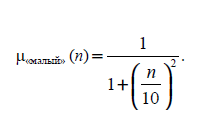 μ«малый» (n) = 1 / (1 + (n/10)²).